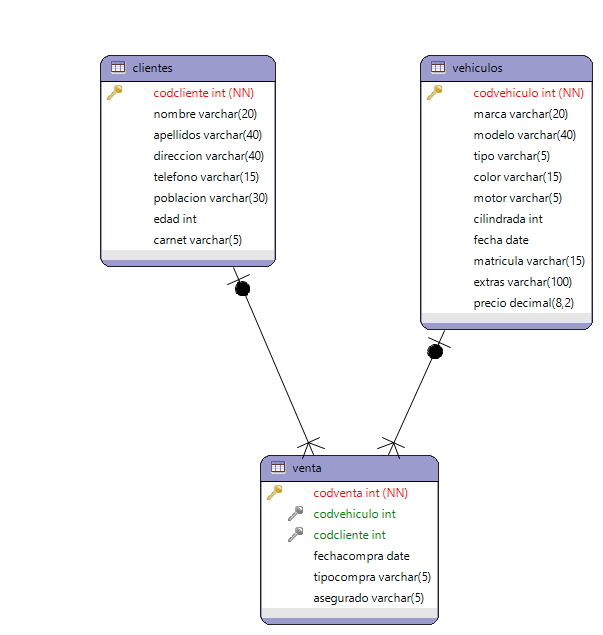 clientes
codcliente int (NN)
nombre varchar(20)
apellidos varchar(40)
direccion varchar(40)
telefono varchar(15)
poblacion varchar(30)
edad int
carnet varchar(5)
vehiculos
codvehiculo int (NN)
marca varchar(20)
modelo varchar(40)
tipo varchar(5)
color varchar(15)
motor varchar(5)
cilindrada int
fecha date
matricula varchar(15)
extras varchar(100)
precio decimal(8,2)
venta
codventa int (NN)
codvehiculo int
codcliente int
fechacompra date
tipocompra varchar(5)
asegurado varchar(5)